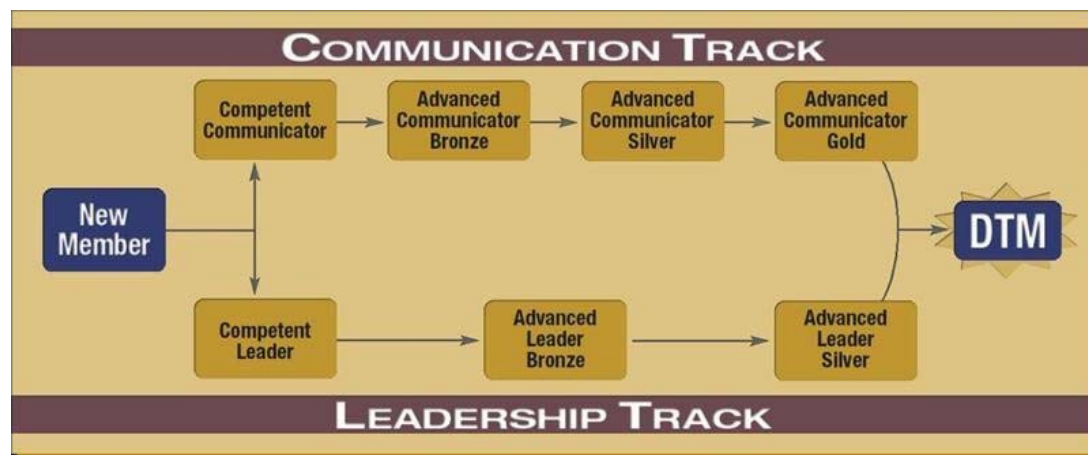 COMMUNICATION TRACK
Competent
Communicator
Advanced
Communicator
Bronze
Advanced
Communicator
Silver
Advanced
Communicator
Gold
New
Member
DTM
Competent
Leader
Advanced
Leader
Bronze
Advanced
Leader
Silver
LEADERSHIP TRACK